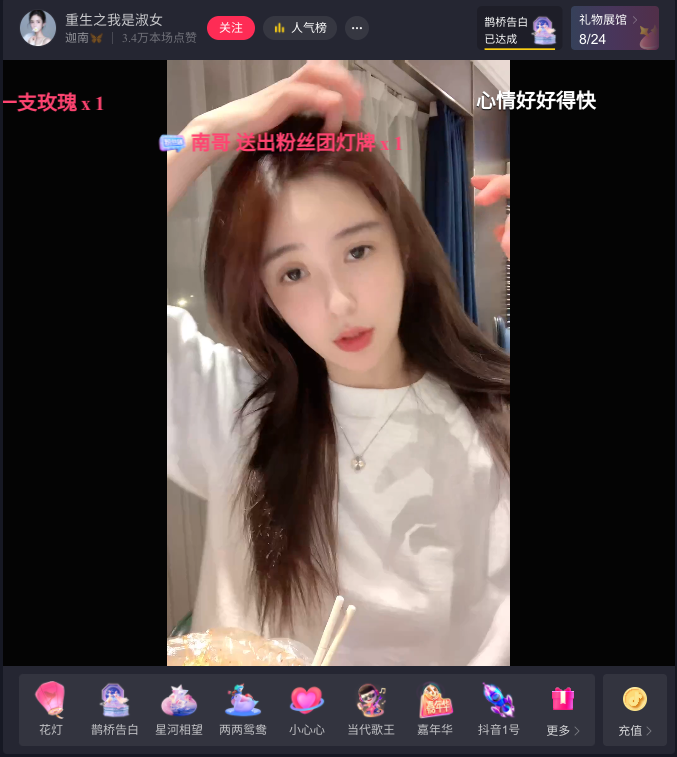 重生之我是淑女
迦南 | 3.4万本场点赞
关注
人气榜
鹊桥告白
已达成
礼物展馆
8/24
一支玫瑰 x 1
心情好好得快
南哥 送出粉丝团灯牌 x 1
嘉年华
花灯
鹊桥告白
星河相望
两两鸳鸯
小心心
当代歌王
嘉年华
抖音1号
更多
充值